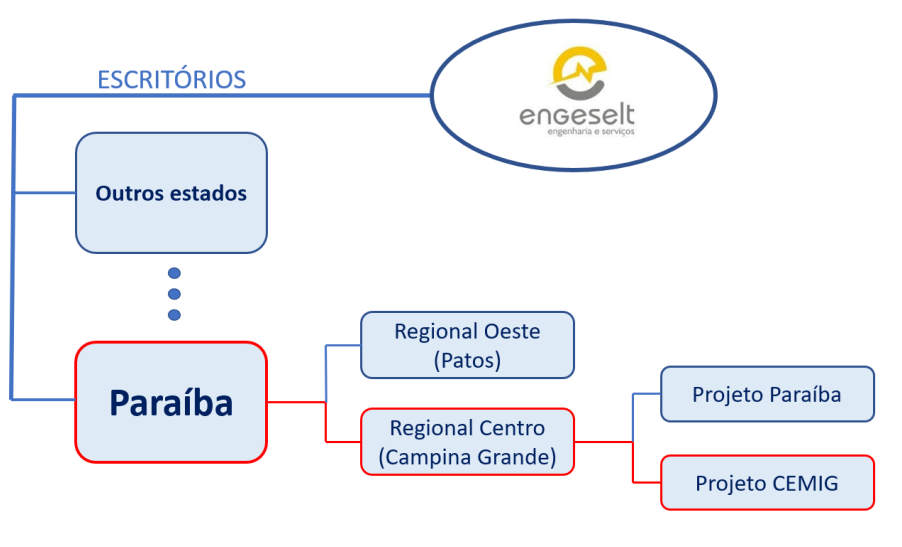 ESCRITÓRIOS
engeselt
engenharia e serviços
Outros estados
Paraíba
Regional Oeste
(Patos)
Regional Centro
(Campina Grande)
Projeto Paraíba
Projeto CEMIG